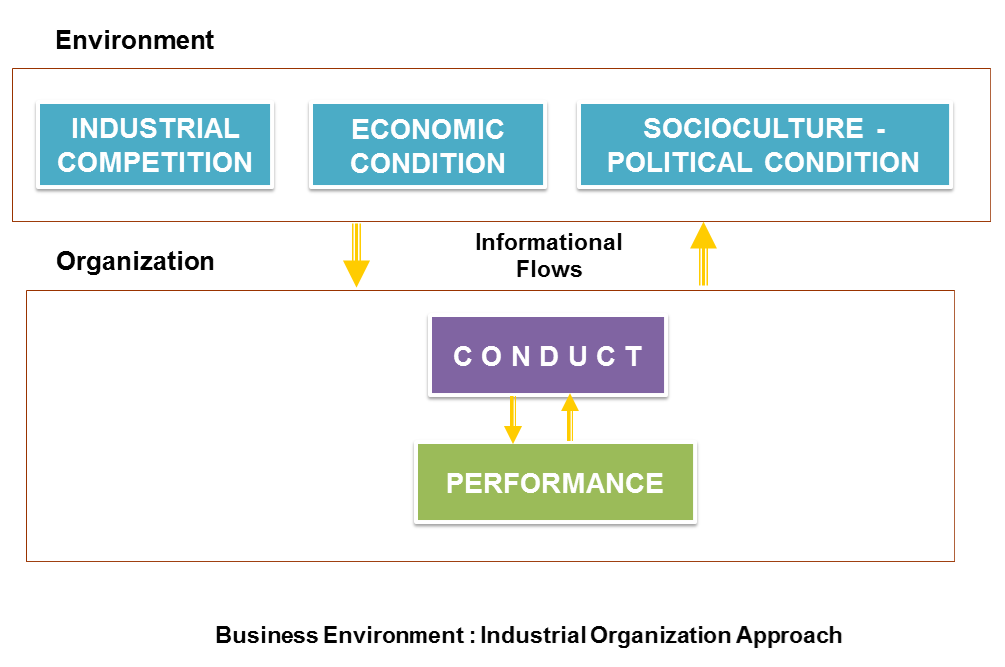 Environment
INDUSTRIAL
COMPETITION
ECONOMIC
CONDITION
SOCIOCULTURE -
POLITICAL CONDITION
Informational
Flows
Organization
C O N D U C T
PERFORMANCE
Business Environment : Industrial Organization Approach